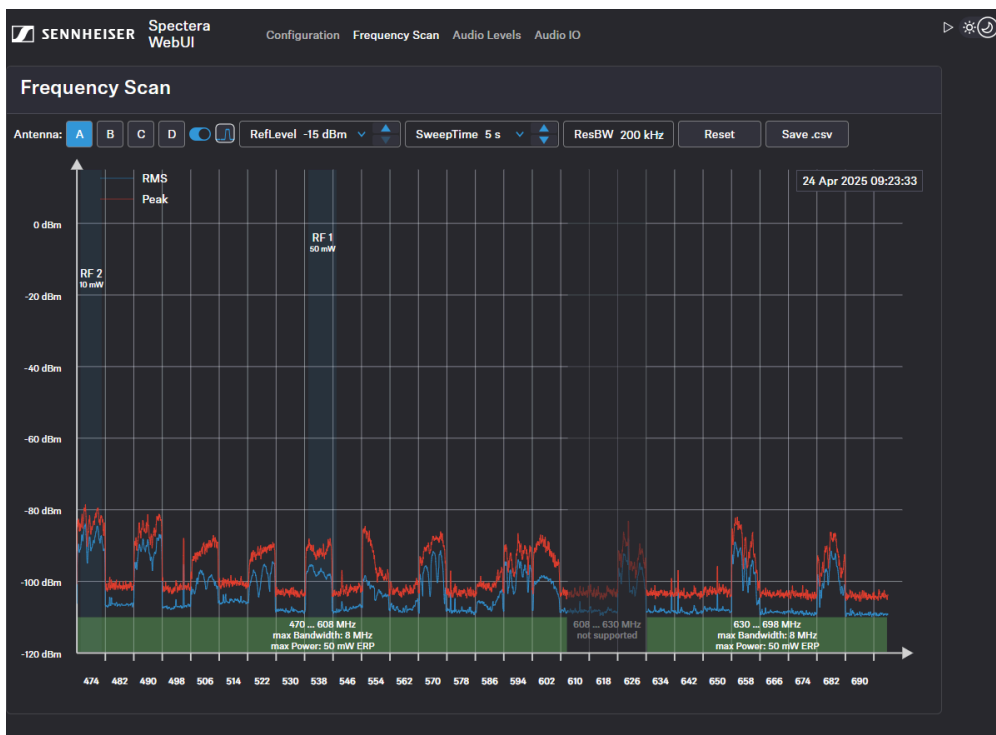 SENNHEISER
Spectera
WebUI
Configuration Frequency Scan Audio Levels Audio IO
Frequency Scan
Antenna: A B C D RefLevel -15 dBm SweepTime 5 s ResBW 200 kHz Reset Save .csv
RMS
Peak
24 Apr 2025 09:23:33
0 dBm
RF 1
50 mW
RF 2
10 mW
-20 dBm
-40 dBm
-60 dBm
-80 dBm
-100 dBm
470 ... 608 MHz
max Bandwidth: 8 MHz
max Power: 50 mW ERP
608 ... 630 MHz
not supported
630 ... 698 MHz
max Bandwidth: 8 MHz
max Power: 50 mW ERP
-120 dBm
474 482 490 498 506 514 522 530 538 546 554 562 570 578 586 594 602 610 618 626 634 642 650 658 666 674 682 690